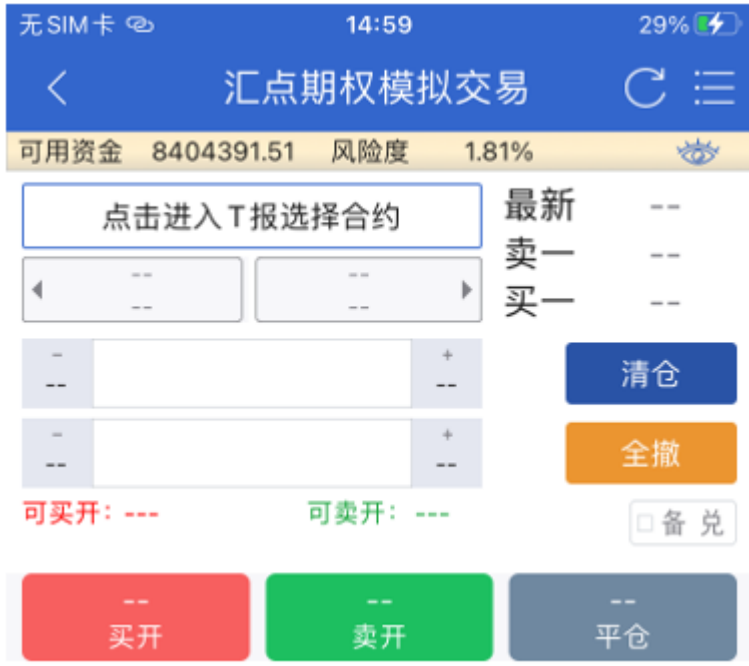 无SIM卡 14:59 29%
汇点期权模拟交易
可用资金 8404391.51 风险度 1.81%
点击进入T报选择合约
最新 --
卖一 --
买一 --
-- --
-- --
- +
-- --
清仓
- +
-- --
全撤
可买开: --- 可卖开: ---
备 兑
-- -- --
买开 卖开 平仓